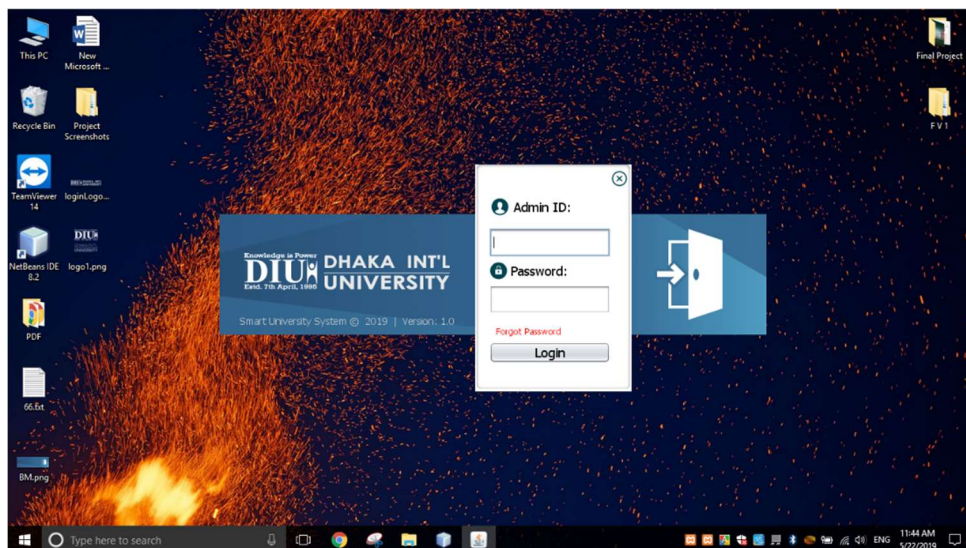 This PC
New
Microsoft ...
Recycle Bin
Project
Screenshots
TeamViewer
14
loginLogo...
NetBeans IDE
8.2
logo1.png
PDF
66.txt
BM.png
Final Project
F V 1
Knowledge is Power
DIU
Estd. 7th April, 1995
DHAKA INT'L
UNIVERSITY
Smart University System © 2019 | Version: 1.0
Admin ID:
Password:
Forgot Password
Login
Type here to search
ENG
11:44 AM
5/22/2019